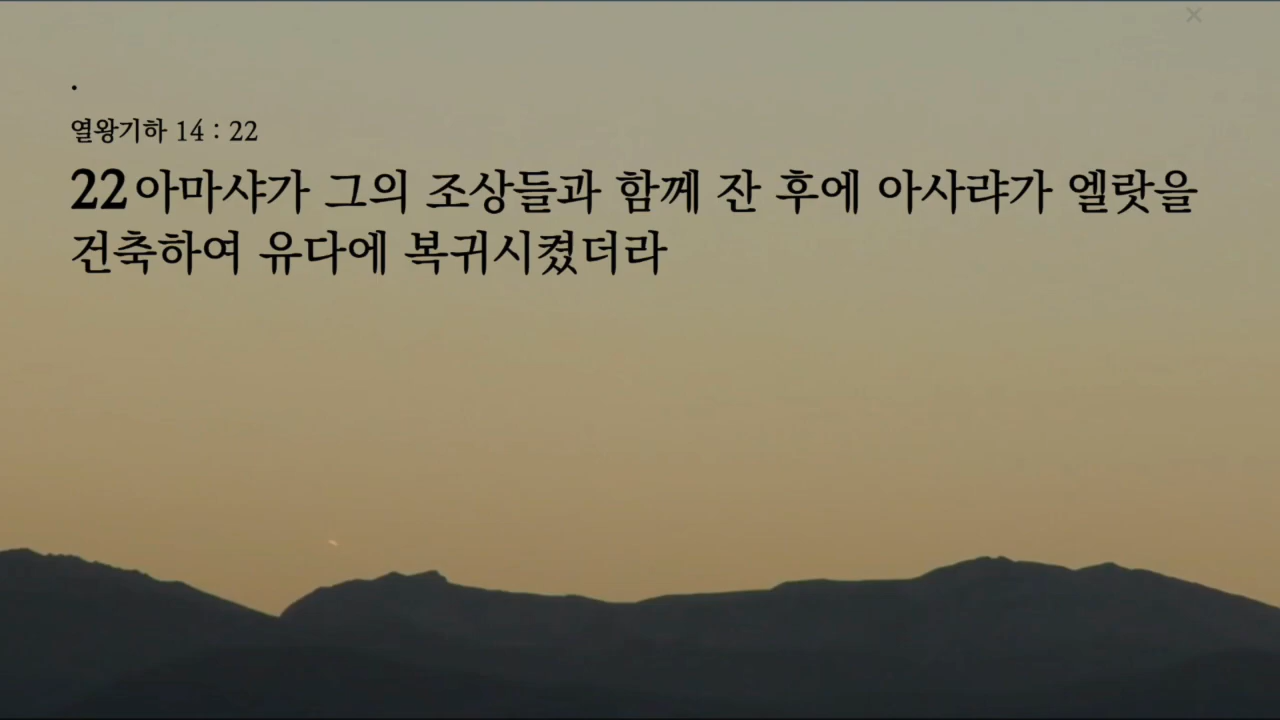 .
열왕기하 14 : 22
22아마샤가 그의 조상들과 함께 잔 후에 아사랴가 엘랏을
건축하여 유다에 복귀시켰더라